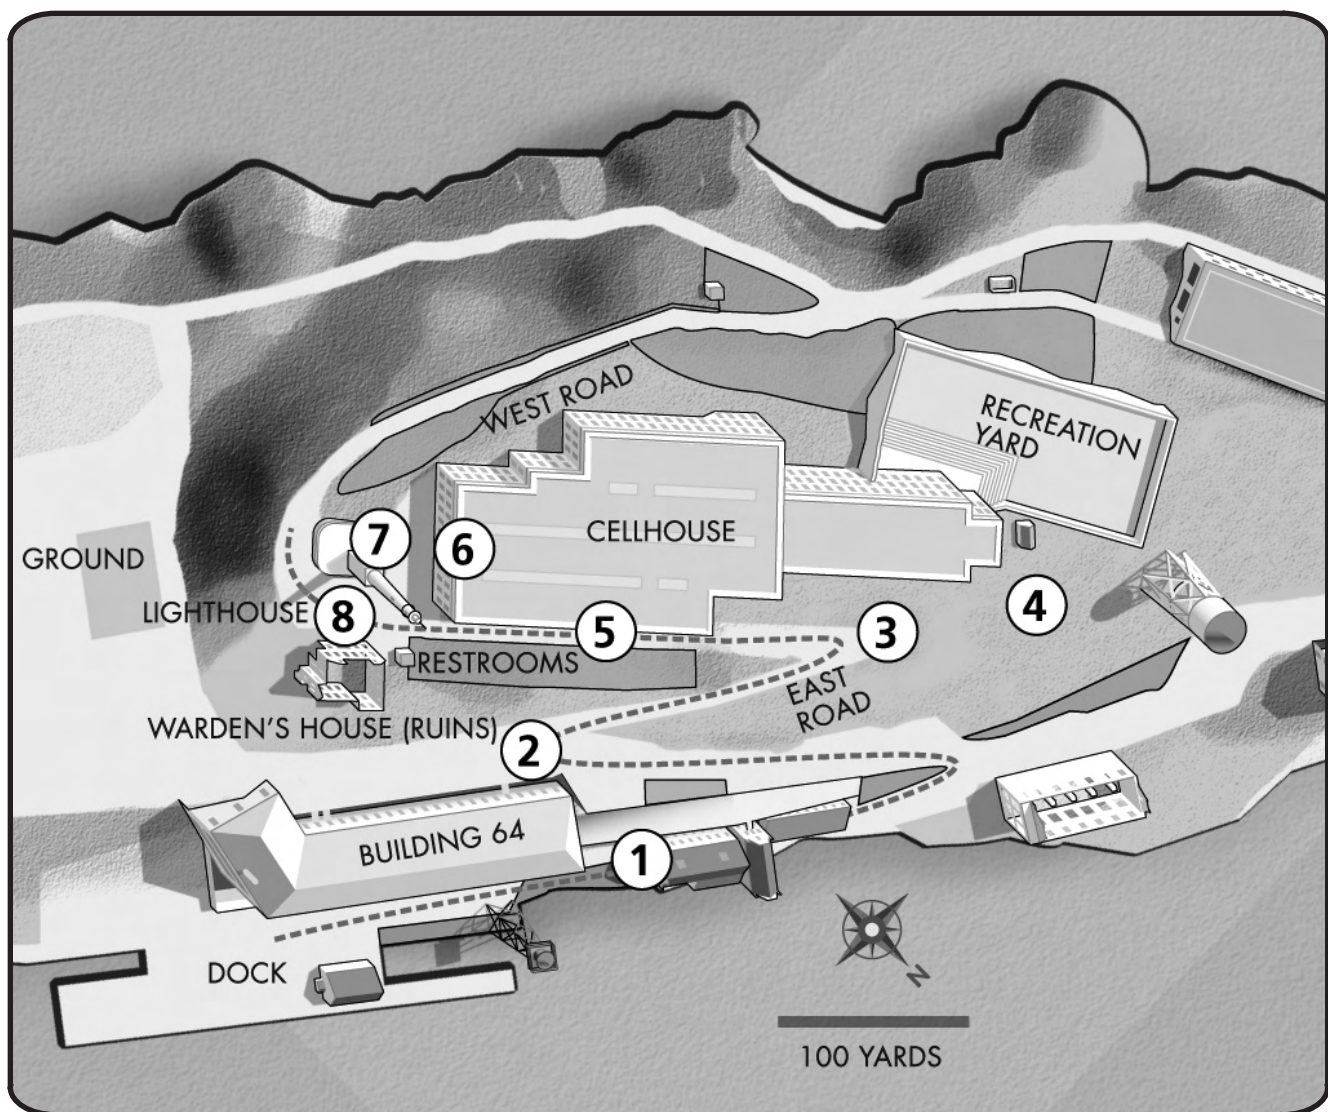 WEST ROAD
RECREATION
YARD
7
6
CELLHOUSE
GROUND
LIGHTHOUSE
8
5
3
4
RESTROOMS
EAST
ROAD
WARDEN'S HOUSE (RUINS)
2
BUILDING 64
1
DOCK
N
100 YARDS